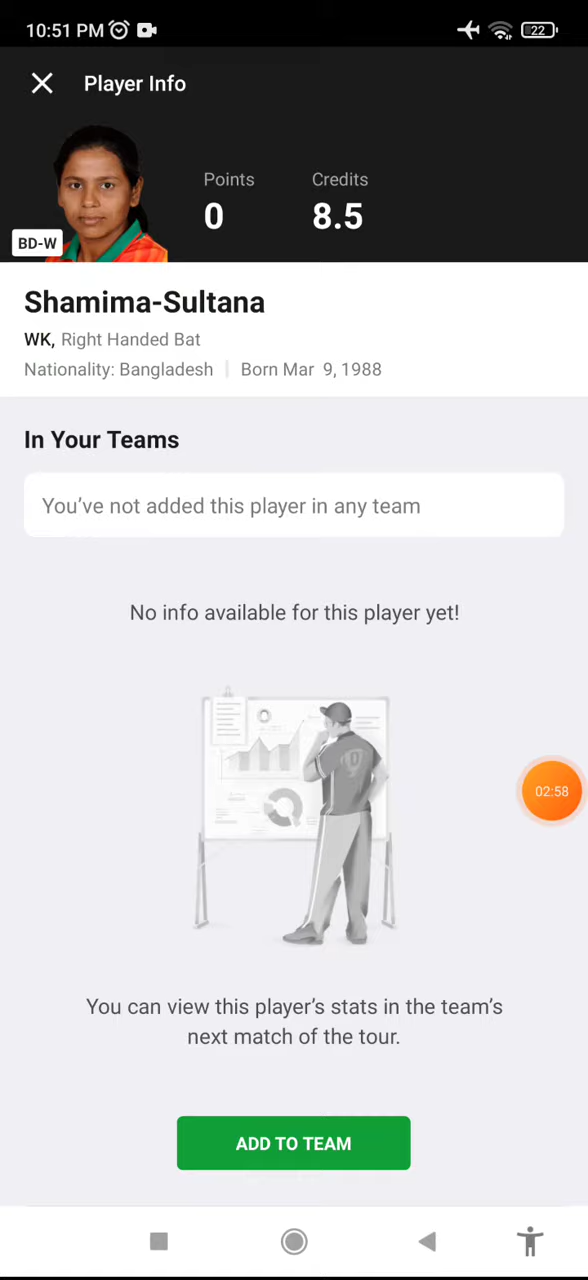 10:51 PM
22
Player Info
Points
Credits
0
8.5
BD-W
Shamima-Sultana
WK, Right Handed Bat
Nationality: Bangladesh | Born Mar 9, 1988
In Your Teams
You’ve not added this player in any team
No info available for this player yet!
02:58
You can view this player’s stats in the team’s
next match of the tour.
ADD TO TEAM